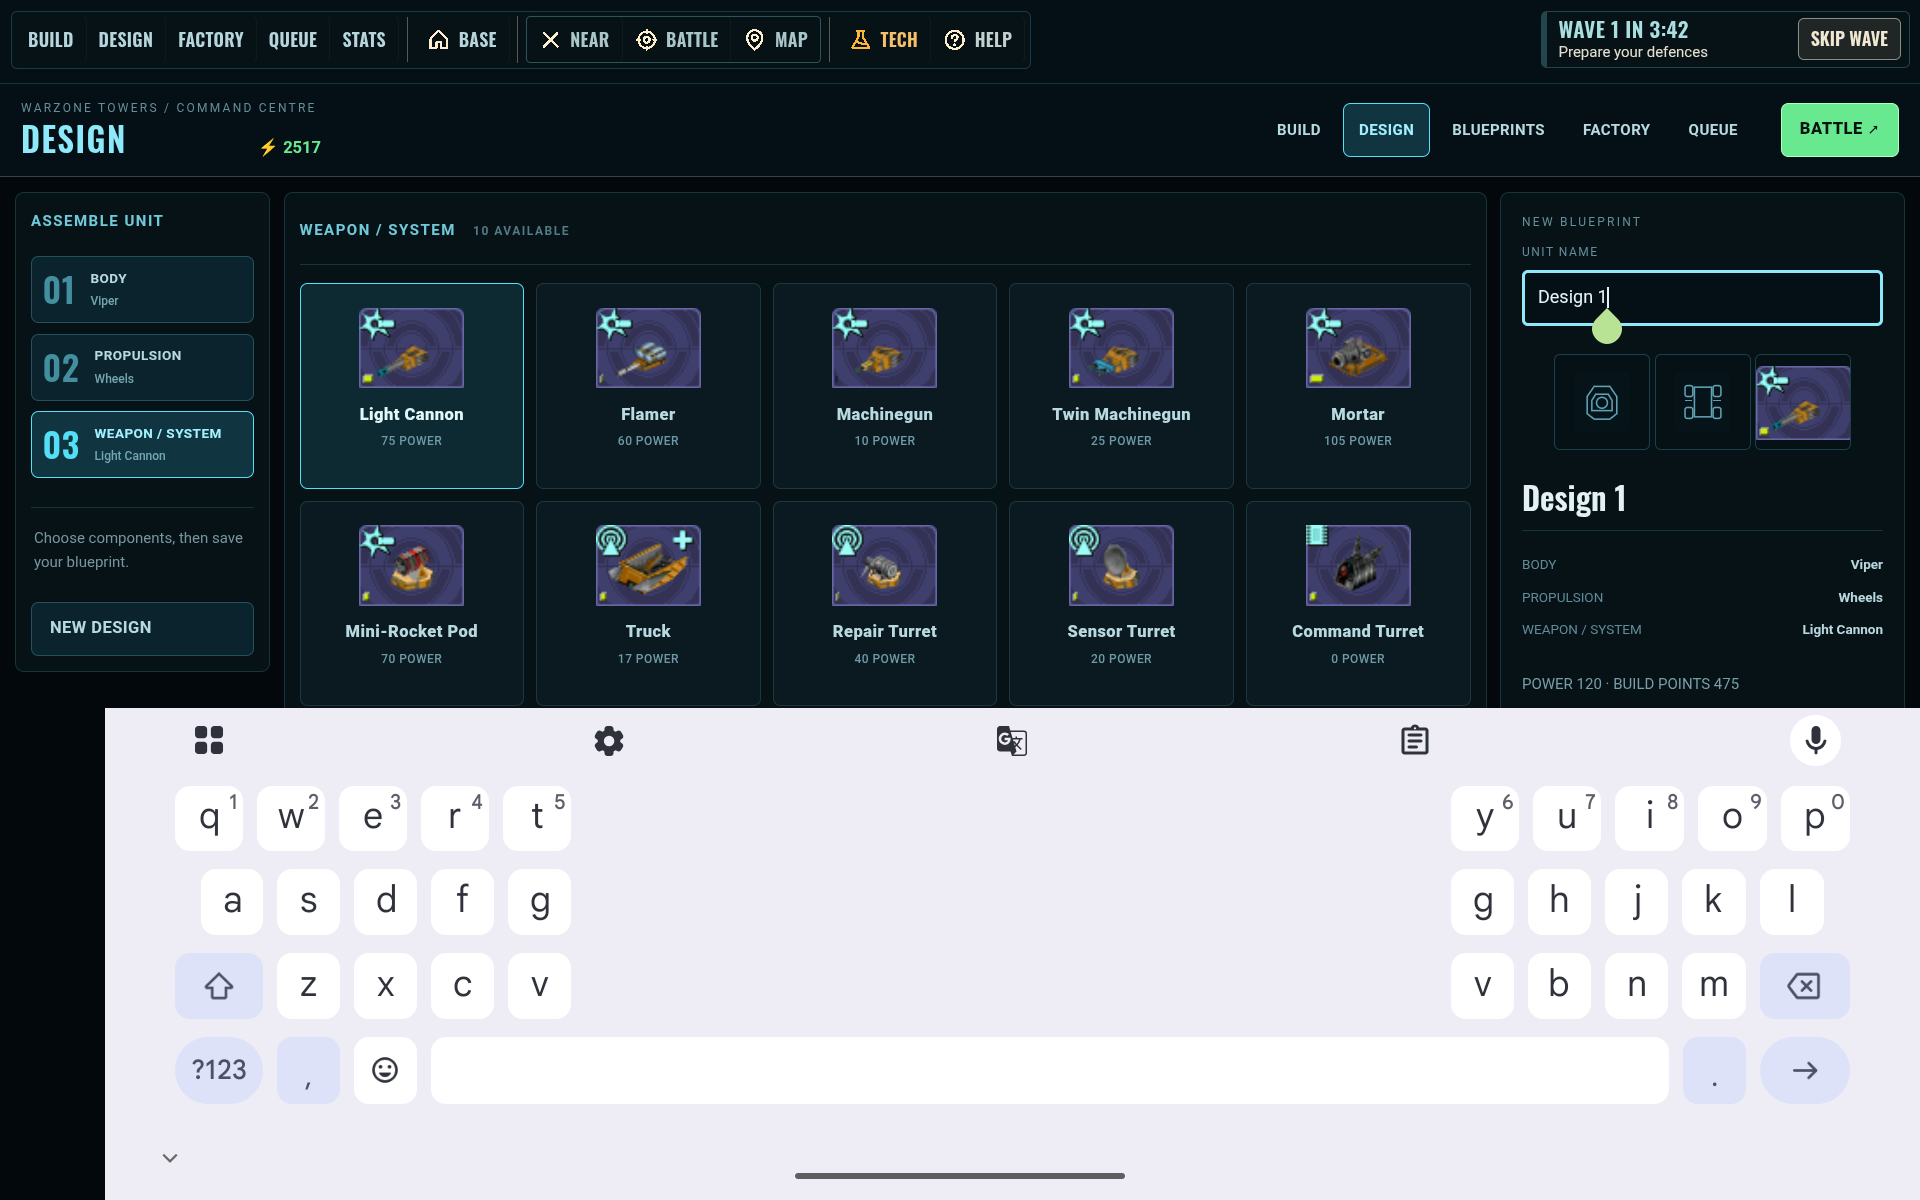 BUILD DESIGN FACTORY QUEUE STATS BASE NEAR BATTLE MAP TECH HELP
WAVE 1 IN 3:42
Prepare your defences
SKIP WAVE
WARZONE TOWERS / COMMAND CENTRE
DESIGN
⚡ 2517
BUILD DESIGN BLUEPRINTS FACTORY QUEUE BATTLE ↗
ASSEMBLE UNIT
01 BODY
Viper
02 PROPULSION
Wheels
03 WEAPON / SYSTEM
Light Cannon
Choose components, then save
your blueprint.
NEW DESIGN
WEAPON / SYSTEM 10 AVAILABLE
Light Cannon
75 POWER
Flamer
60 POWER
Machinegun
10 POWER
Twin Machinegun
25 POWER
Mortar
105 POWER
Mini-Rocket Pod
70 POWER
Truck
17 POWER
Repair Turret
40 POWER
Sensor Turret
20 POWER
Command Turret
0 POWER
NEW BLUEPRINT
UNIT NAME
Design 1
Design 1
BODY Viper
PROPULSION Wheels
WEAPON / SYSTEM Light Cannon
POWER 120 · BUILD POINTS 475
q 1 w 2 e 3 r 4 t 5 y 6 u 7 i 8 o 9 p 0
a s d f g g h j k l
z x c v v b n m
?123 , .